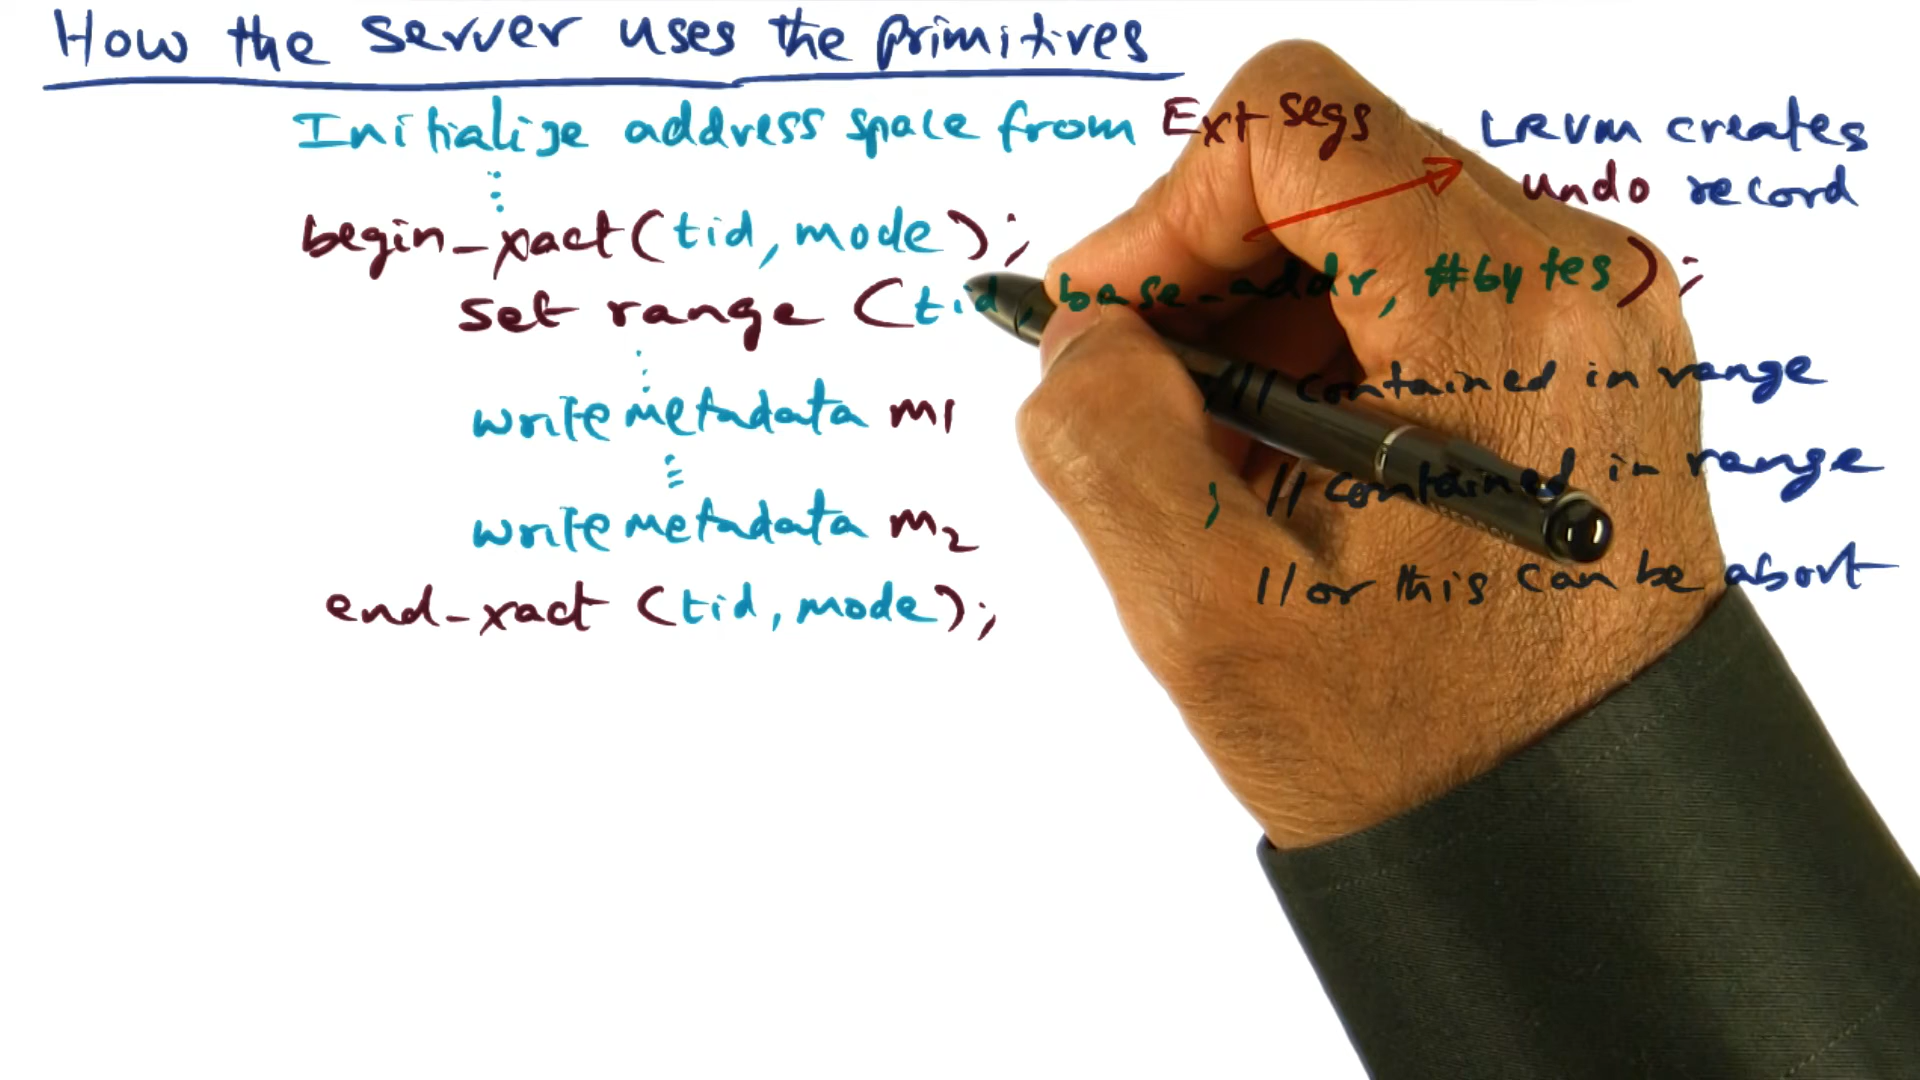 How the server uses the primitives
Initialize address space from Ext segs
LRVM creates
undo record
begin_xact(tid, mode);
set range (tid, base_addr, #bytes);
write metadata m1 ; // contained in range
write metadata m2 ; // contained in range
end_xact (tid, mode); // or this can be abort